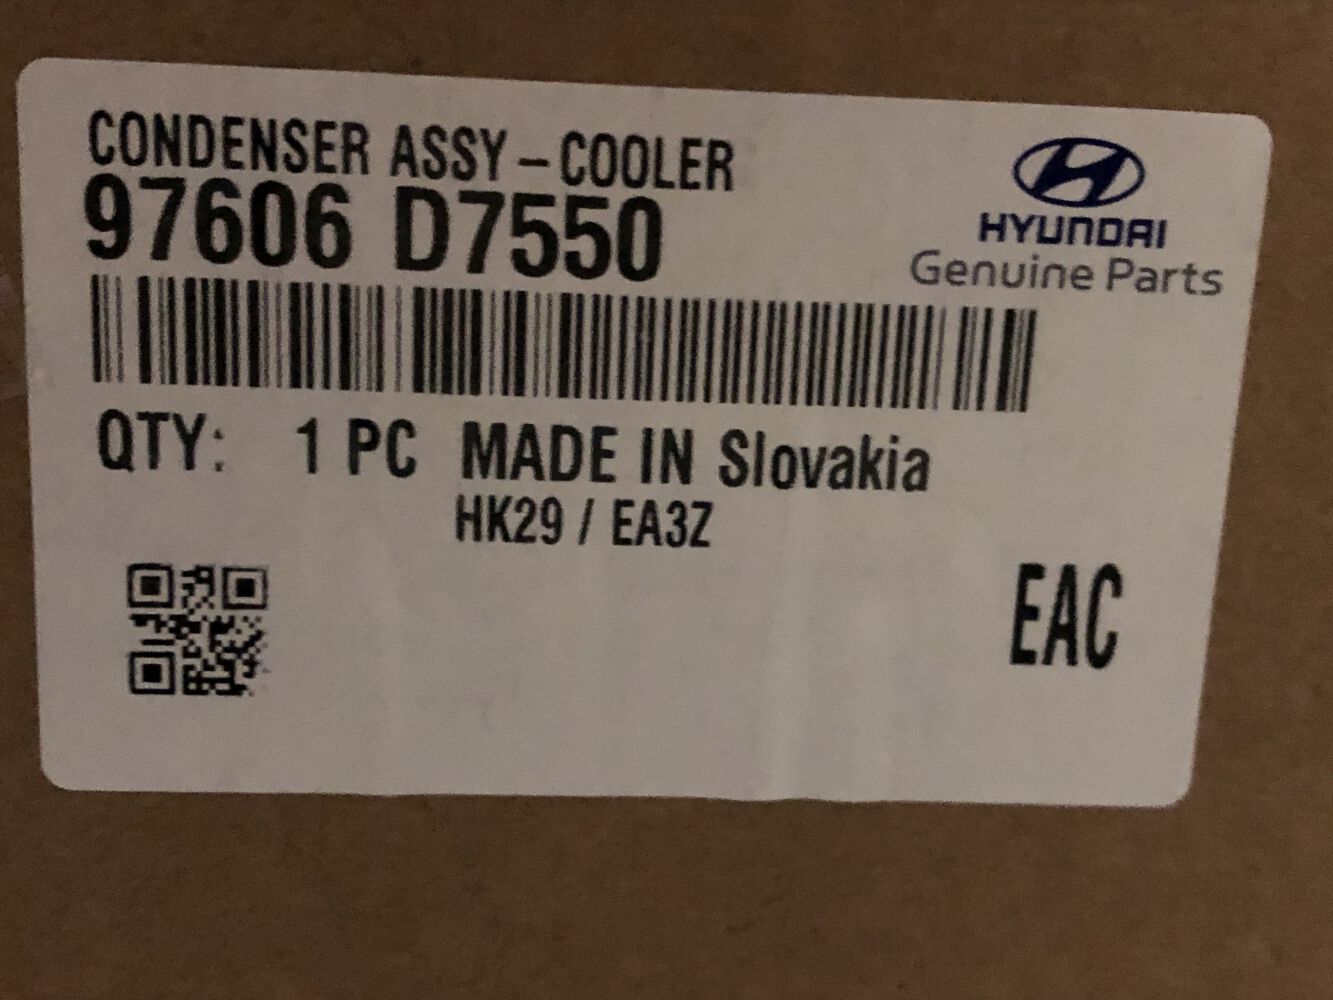 CONDENSER ASSY-COOLER
97606 D7550
HYUNDAI
Genuine Parts
QTY: 1 PC MADE IN Slovakia
HK29 / EA3Z
EAC